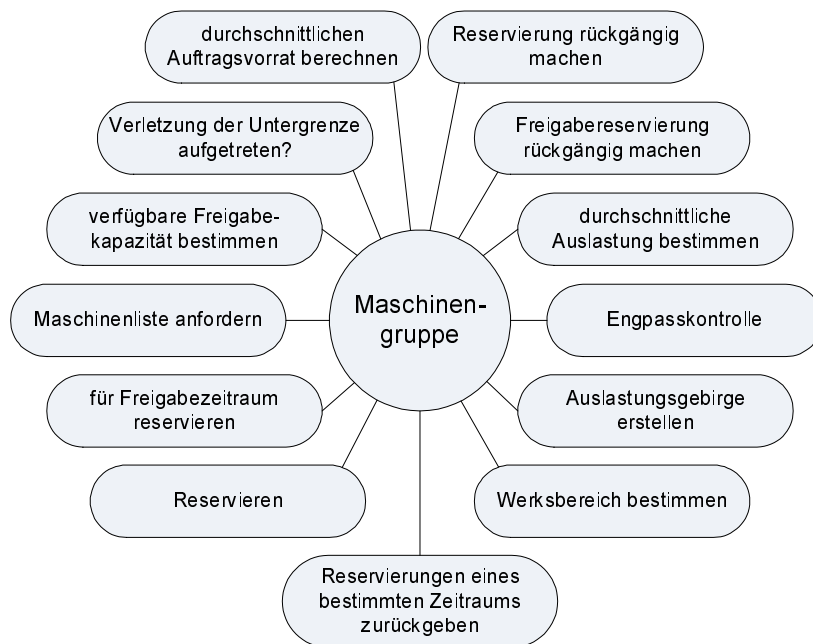 durchschnittlichen
Auftragsvorrat berechnen
Reservierung rückgängig
machen
Verletzung der Untergrenze
aufgetreten?
Freigabereservierung
rückgängig machen
verfügbare Freigabe-
kapazität bestimmen
durchschnittliche
Auslastung bestimmen
Maschinenliste anfordern
Maschinen-
gruppe
Engpasskontrolle
für Freigabezeitraum
reservieren
Auslastungsgebirge
erstellen
Reservieren
Werksbereich bestimmen
Reservierungen eines
bestimmten Zeitraums
zurückgeben